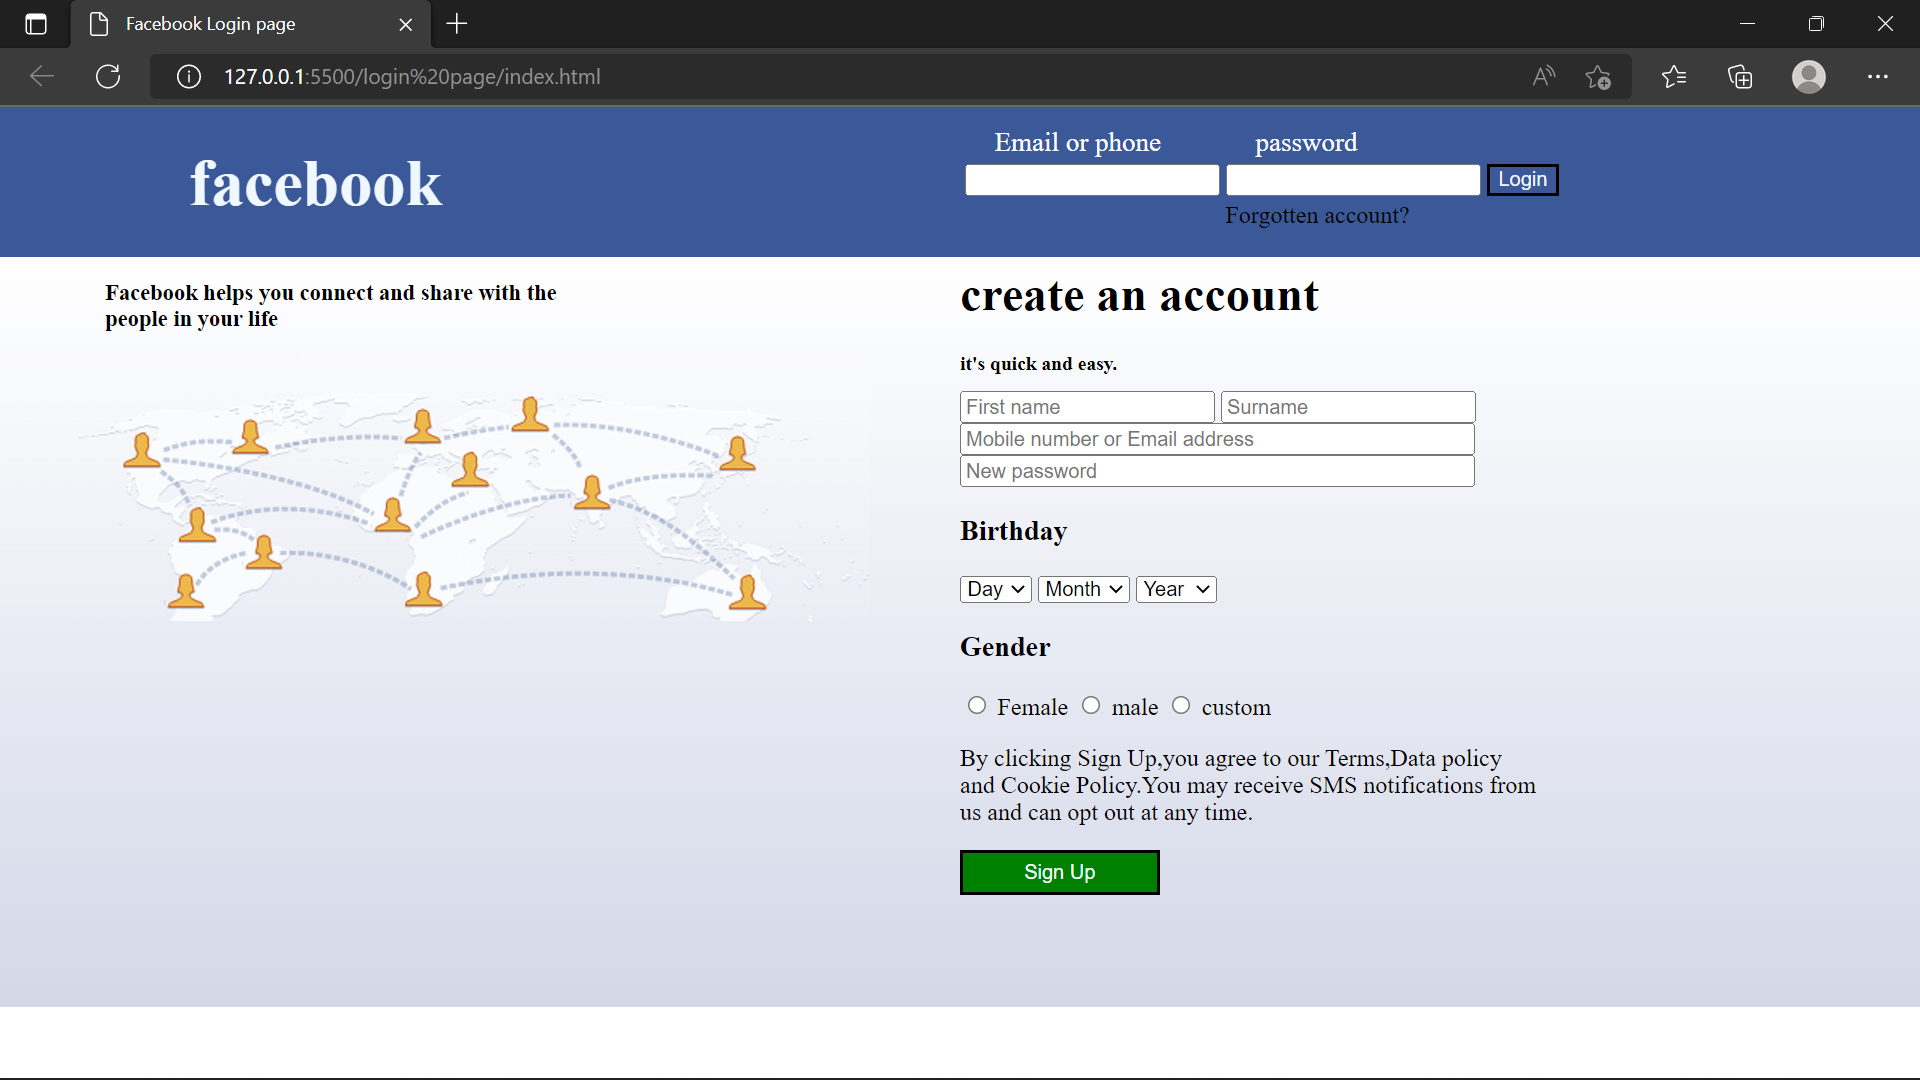 Facebook Login page
127.0.0.1:5500/login%20page/index.html
Email or phone password
facebook
Login
Forgotten account?
Facebook helps you connect and share with the
people in your life
create an account
it's quick and easy.
First name Surname
Mobile number or Email address
New password
Birthday
Day Month Year
Gender
Female male custom
By clicking Sign Up,you agree to our Terms,Data policy
and Cookie Policy.You may receive SMS notifications from
us and can opt out at any time.
Sign Up